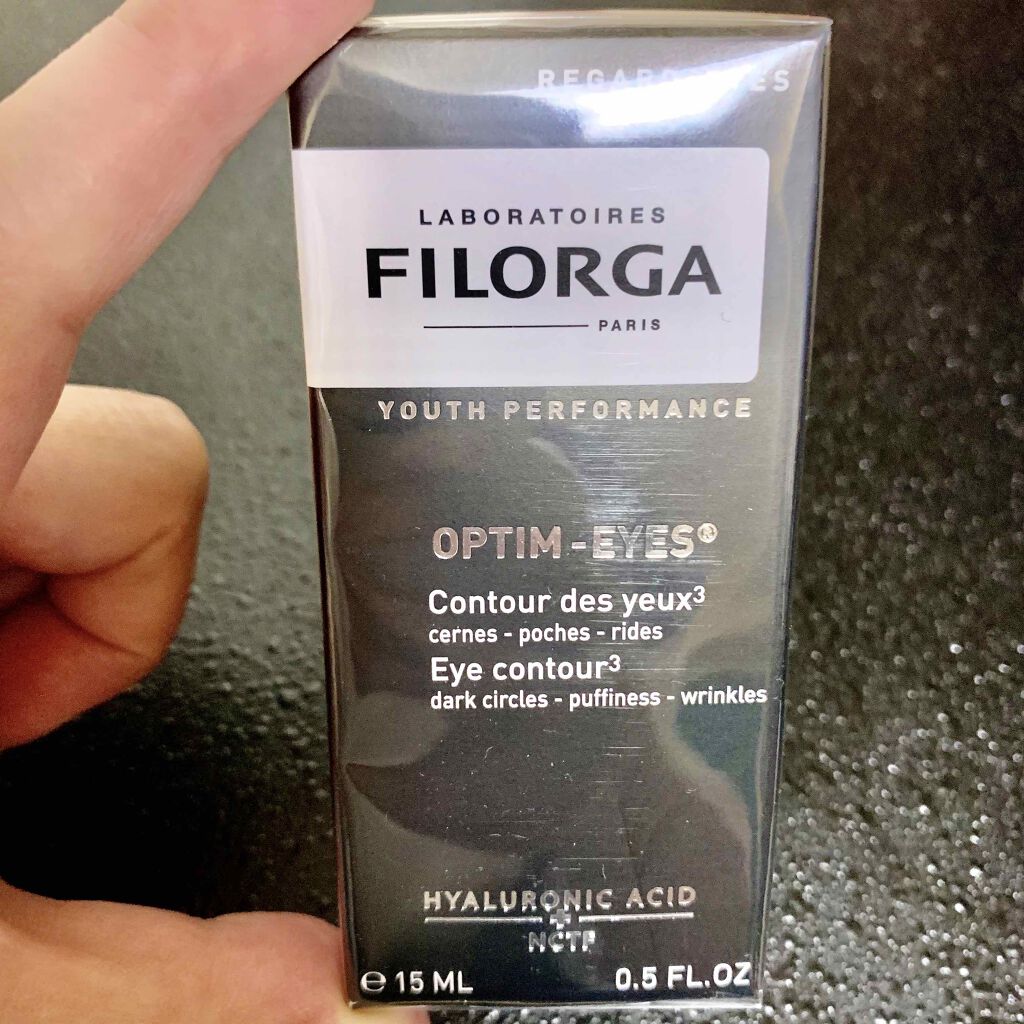 LABORATOIRES
FILORGA
PARIS
YOUTH PERFORMANCE
OPTIM-EYES®
Contour des yeux³
cernes - poches - rides
Eye contour³
dark circles - puffiness - wrinkles
HYALURONIC ACID
+
NCTF
℮ 15 ML 0.5 FL.OZ